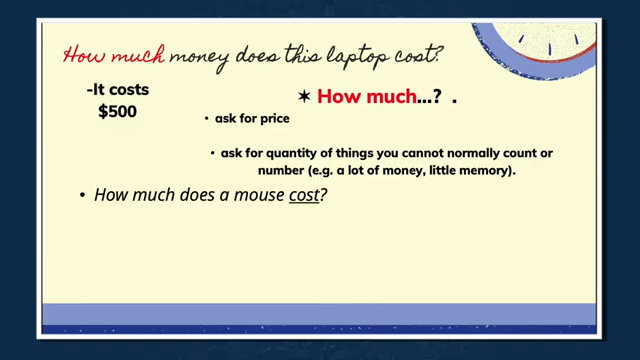 How much money does this laptop cost?
-It costs
$500
✶ How much...? .
• ask for price
• ask for quantity of things you cannot normally count or
number (e.g. a lot of money, little memory).
• How much does a mouse cost?